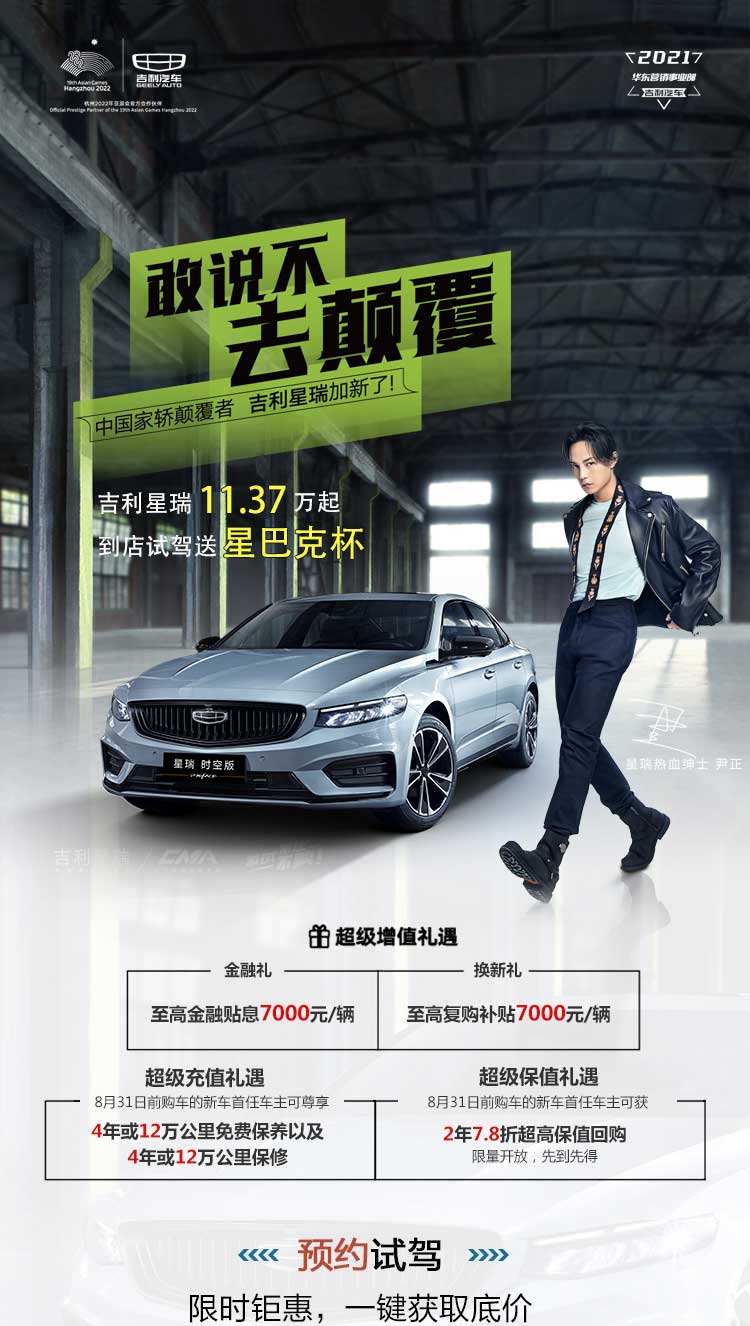 19th Asian Games
Hangzhou 2022
吉利汽车
GEELY AUTO
杭州2022年亚运会官方合作伙伴
Official Prestige Partner of the 19th Asian Games Hangzhou 2022
2021
华东营销事业部
吉利汽车
敢说不
去颠覆
中国家轿颠覆者 吉利星瑞加新了!
吉利星瑞 11.37 万起
到店试驾送 星巴克杯
星瑞 时空版
星瑞热血绅士 尹正
吉利星瑞 / CMA
超级增值礼遇
金融礼
换新礼
至高金融贴息7000元/辆
至高复购补贴7000元/辆
超级充值礼遇
8月31日前购车的新车首任车主可尊享
4年或12万公里免费保养以及
4年或12万公里保修
超级保值礼遇
8月31日前购车的新车首任车主可获
2年7.8折超高保值回购
限量开放，先到先得
预约试驾
限时钜惠，一键获取底价